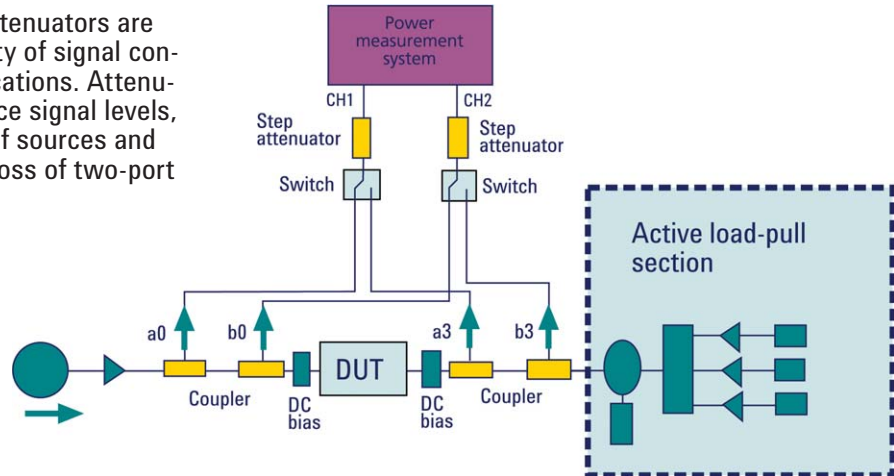 ttenuators are
ty of signal con-
cations. Attenu-
ce signal levels,
f sources and
oss of two-port
Power
measurement
system
CH1
CH2
Step
attenuator
Step
attenuator
Switch
Switch
Active load-pull
section
a0
b0
a3
b3
DUT
Coupler
DC
bias
DC
bias
Coupler